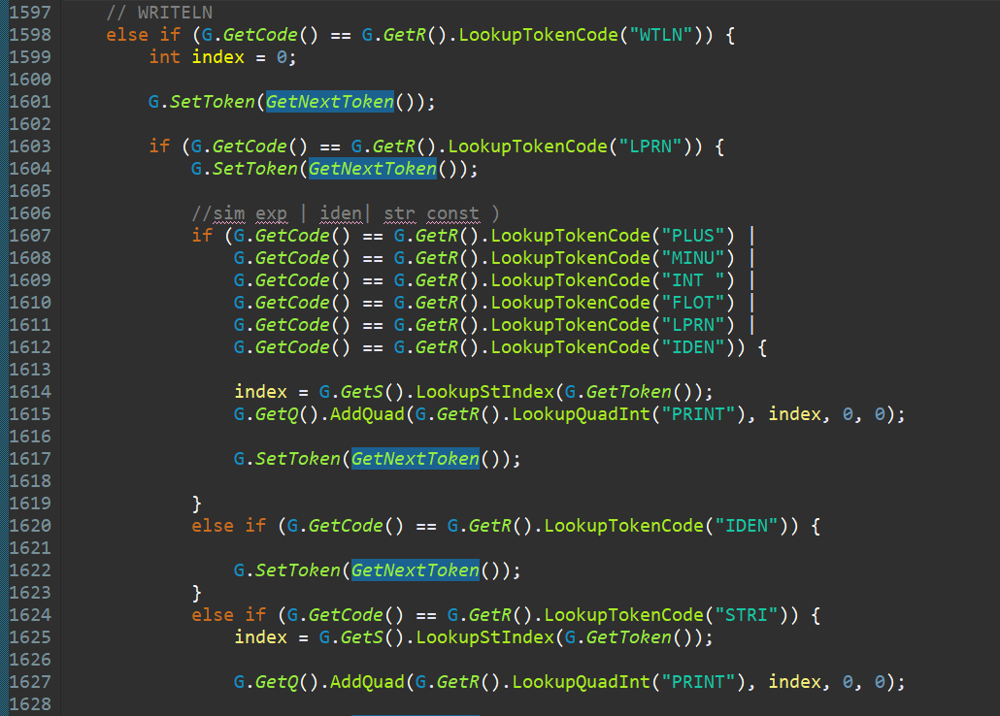 1597 // WRITELN
1598 else if (G.GetCode() == G.GetR().LookupTokenCode("WTLN")) {
1599 int index = 0;
1600
1601 G.SetToken(GetNextToken());
1602
1603 if (G.GetCode() == G.GetR().LookupTokenCode("LPRN")) {
1604 G.SetToken(GetNextToken());
1605
1606 //sim exp | iden| str const )
1607 if (G.GetCode() == G.GetR().LookupTokenCode("PLUS") |
1608 G.GetCode() == G.GetR().LookupTokenCode("MINU") |
1609 G.GetCode() == G.GetR().LookupTokenCode("INT ") |
1610 G.GetCode() == G.GetR().LookupTokenCode("FLOT") |
1611 G.GetCode() == G.GetR().LookupTokenCode("LPRN") |
1612 G.GetCode() == G.GetR().LookupTokenCode("IDEN")) {
1613
1614 index = G.GetS().LookupStIndex(G.GetToken());
1615 G.GetQ().AddQuad(G.GetR().LookupQuadInt("PRINT"), index, 0, 0);
1616
1617 G.SetToken(GetNextToken());
1618
1619 }
1620 else if (G.GetCode() == G.GetR().LookupTokenCode("IDEN")) {
1621
1622 G.SetToken(GetNextToken());
1623 }
1624 else if (G.GetCode() == G.GetR().LookupTokenCode("STRI")) {
1625 index = G.GetS().LookupStIndex(G.GetToken());
1626
1627 G.GetQ().AddQuad(G.GetR().LookupQuadInt("PRINT"), index, 0, 0);
1628